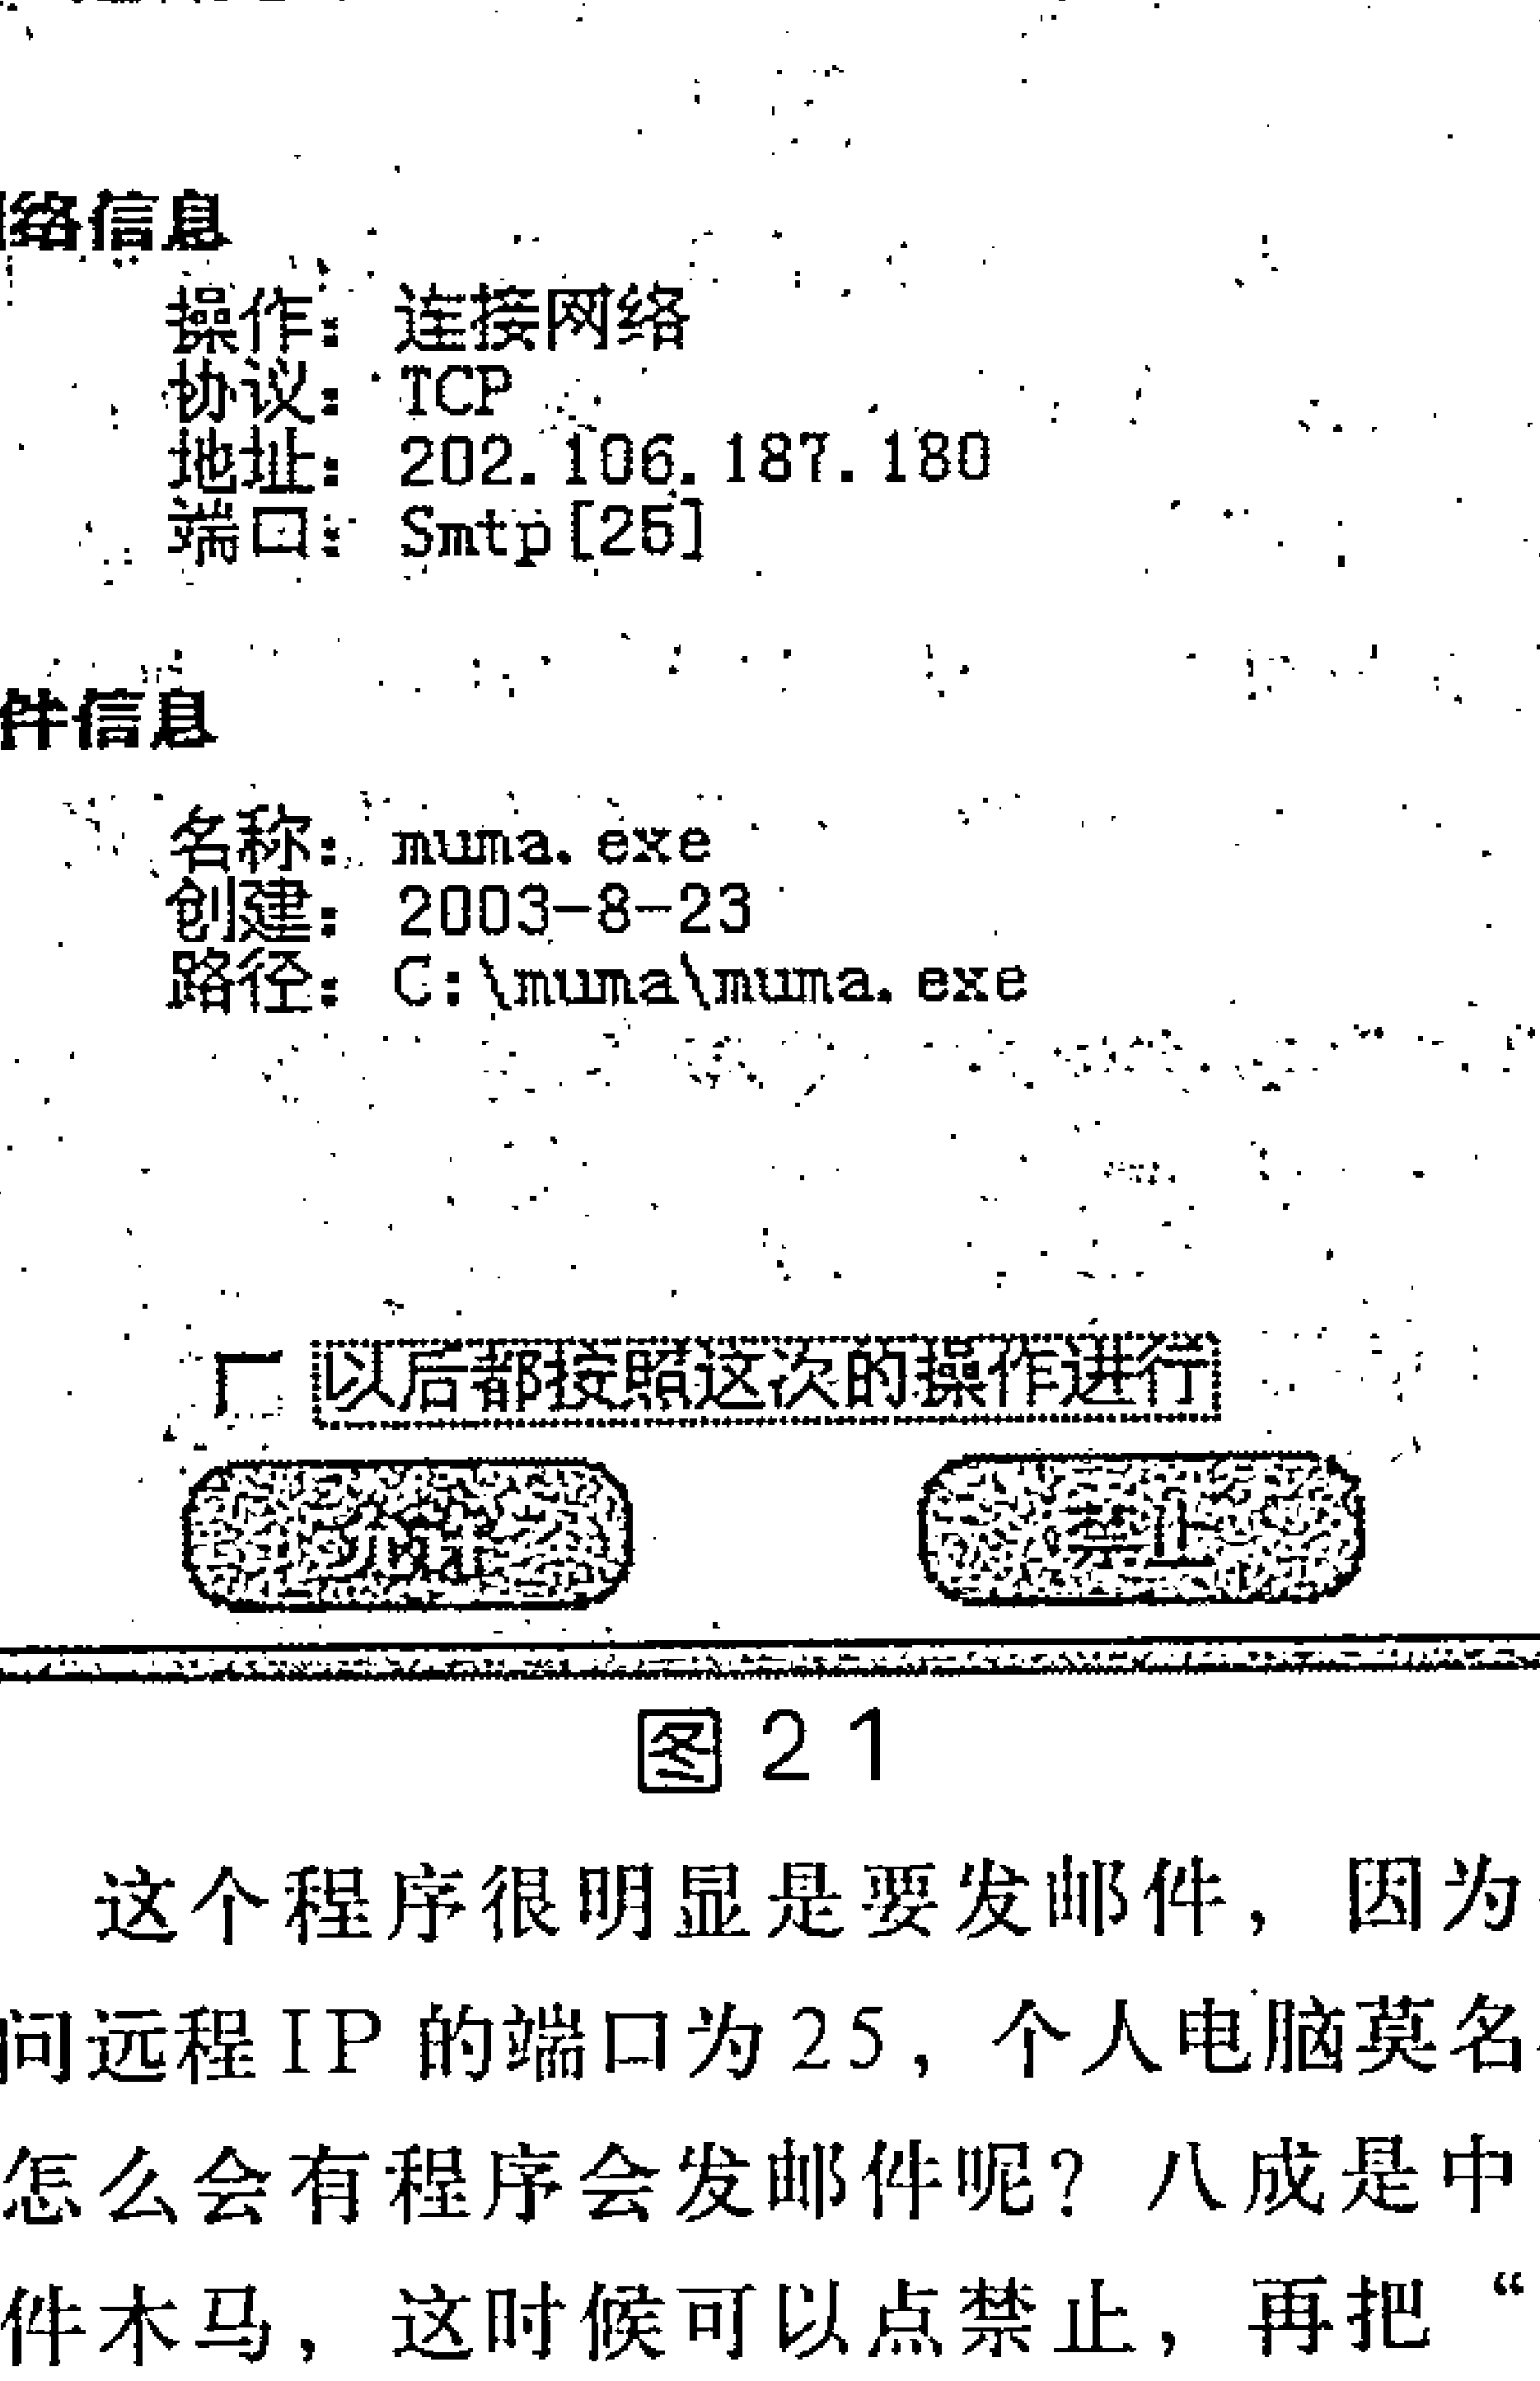 络信息
操作： 连接网络
协议： TCP
地址： 202.106.187.180
端口： Smtp[25]
件信息
名称： muma.exe
创建： 2003-8-23
路径： C:\muma\muma.exe
以后都按照这次的操作进行
允许 禁止
图21
这个程序很明显是要发邮件，因为
问远程IP的端口为25，个人电脑莫名
怎么会有程序会发邮件呢？八成是中
件木马，这时候可以点禁止，再把“